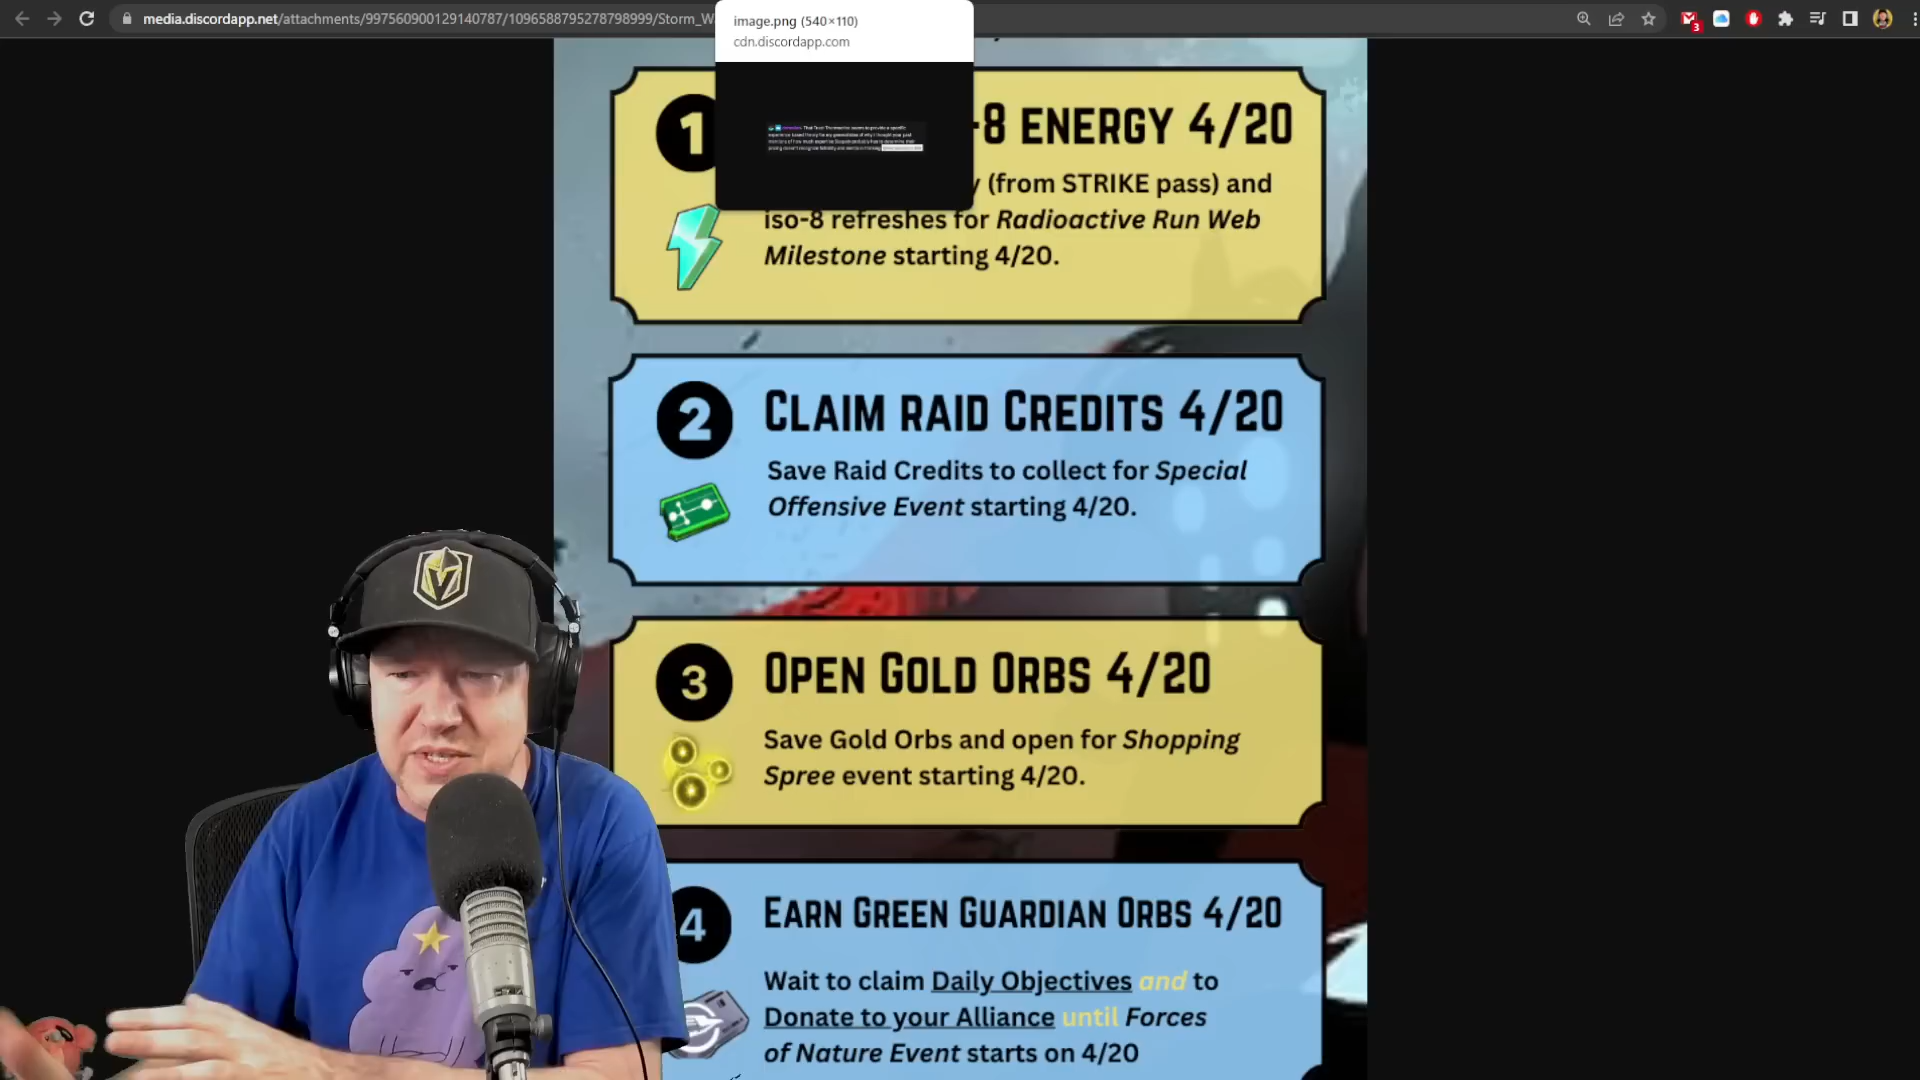 media.discordapp.net/attachments/997560900129140787/1096588795278798999/Storm_W
image.png (540×110)
cdn.discordapp.com
3
1
-8 ENERGY 4/20
(from STRIKE pass) and
iso-8 refreshes for Radioactive Run Web
Milestone starting 4/20.
2
CLAIM RAID CREDITS 4/20
Save Raid Credits to collect for Special
Offensive Event starting 4/20.
3
OPEN GOLD ORBS 4/20
Save Gold Orbs and open for Shopping
Spree event starting 4/20.
4
EARN GREEN GUARDIAN ORBS 4/20
Wait to claim Daily Objectives and to
Donate to your Alliance until Forces
of Nature Event starts on 4/20